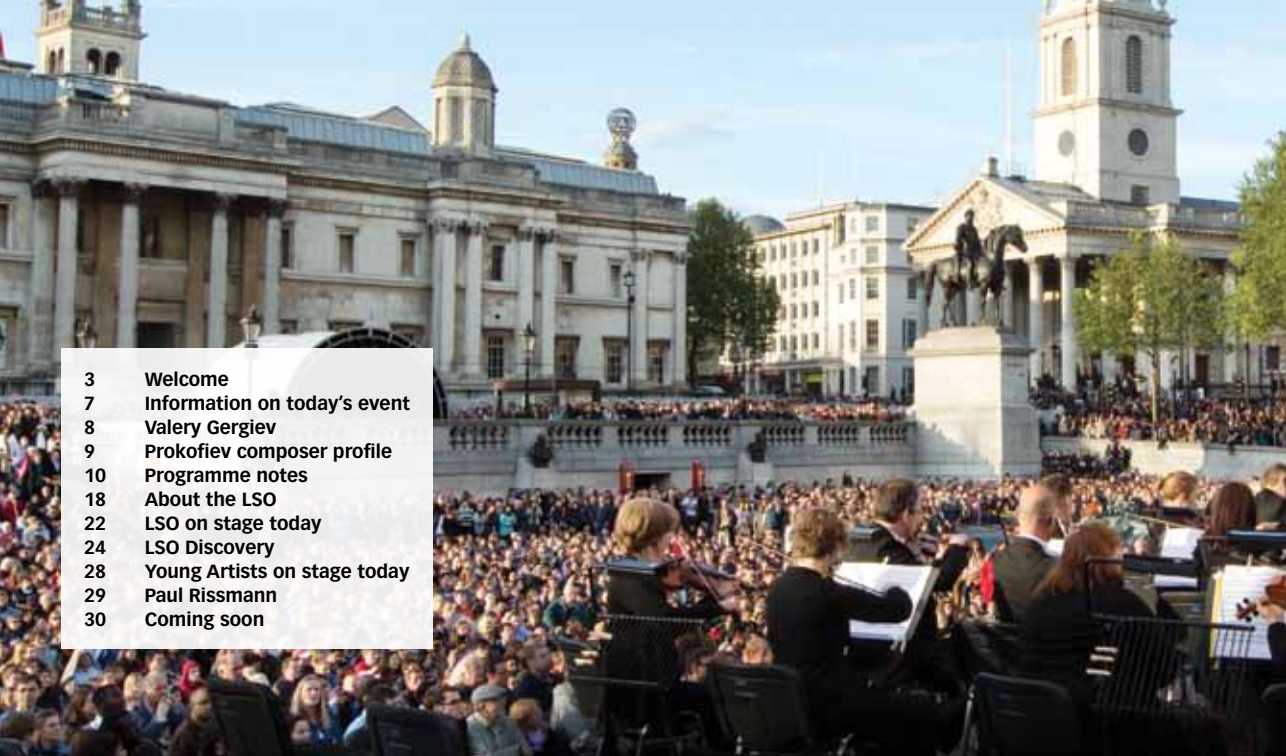 3 Welcome
7 Information on today's event
8 Valery Gergiev
9 Prokofiev composer profile
10 Programme notes
18 About the LSO
22 LSO on stage today
24 LSO Discovery
28 Young Artists on stage today
29 Paul Rissmann
30 Coming soon